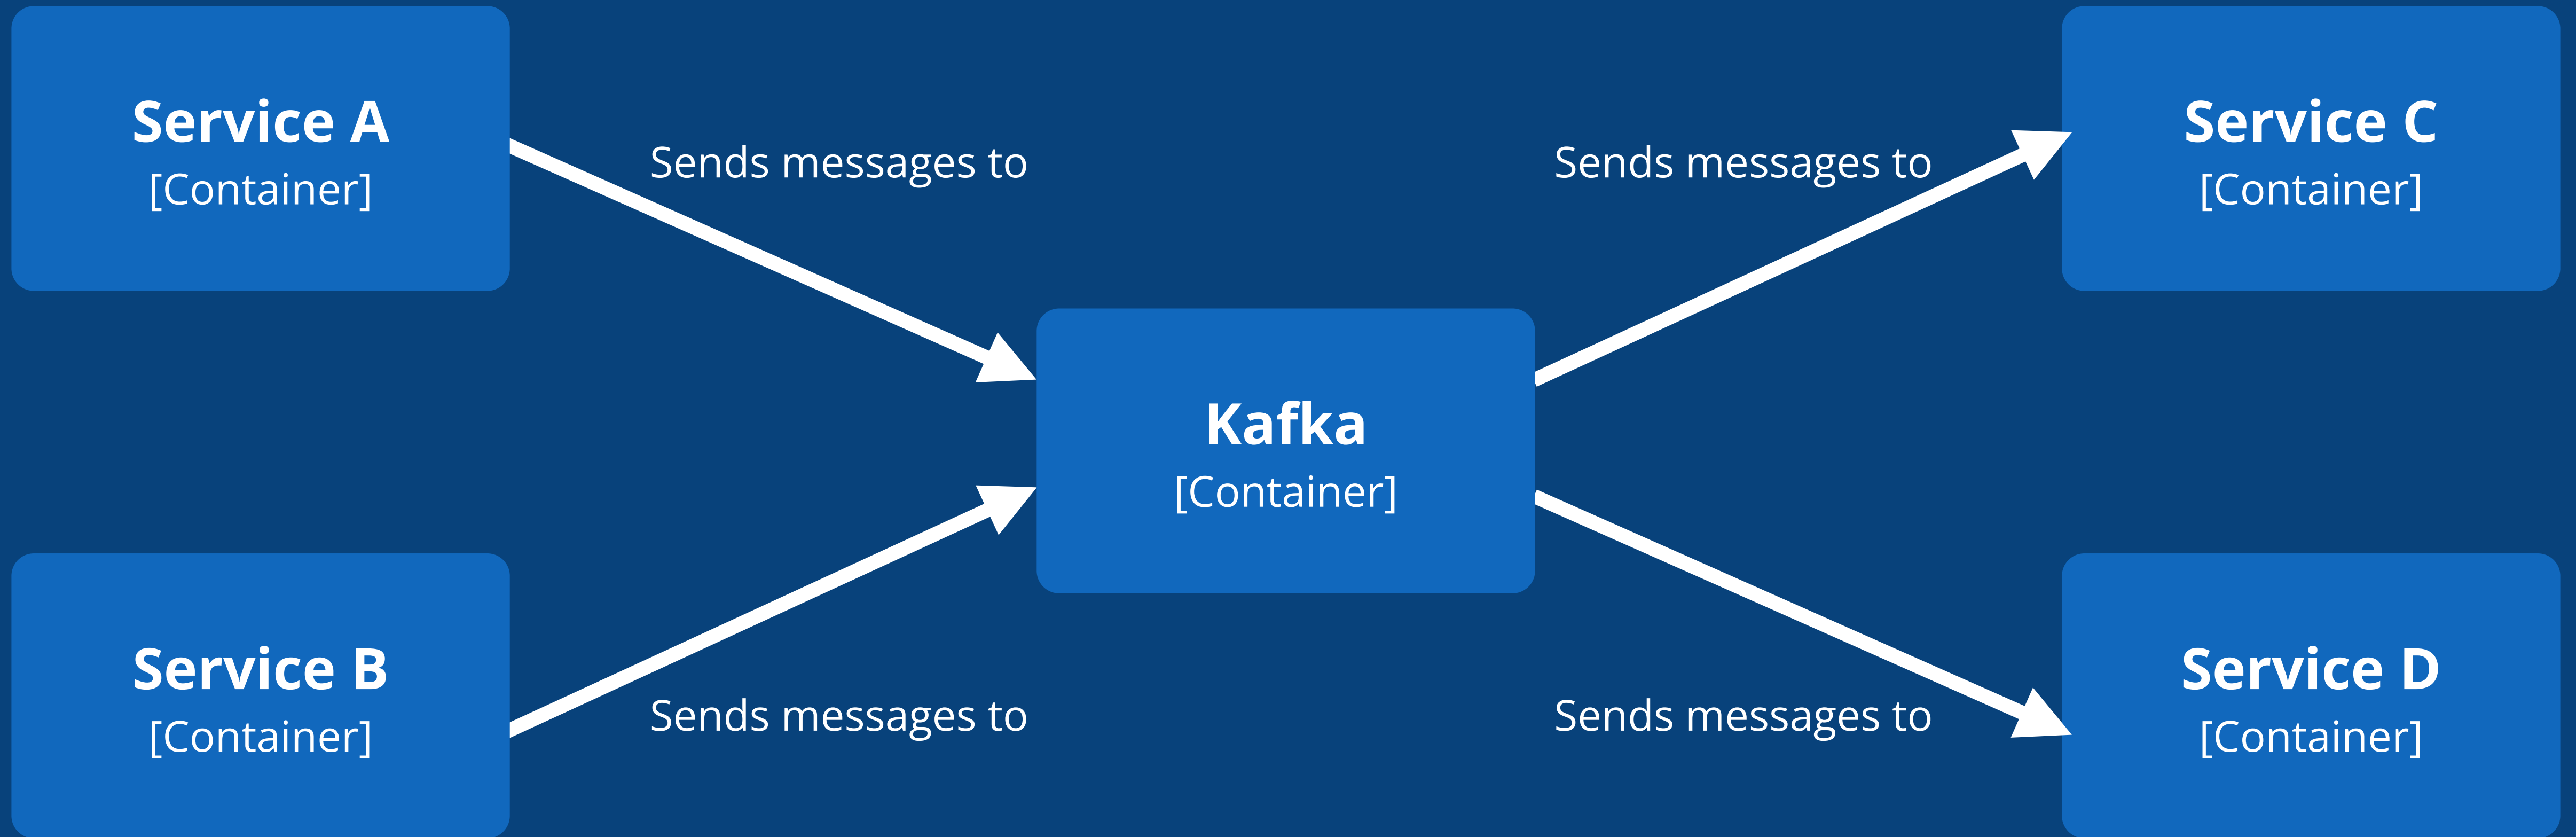 Service A
[Container]
Sends messages to
Sends messages to
Service C
[Container]
Kafka
[Container]
Service B
[Container]
Sends messages to
Sends messages to
Service D
[Container]